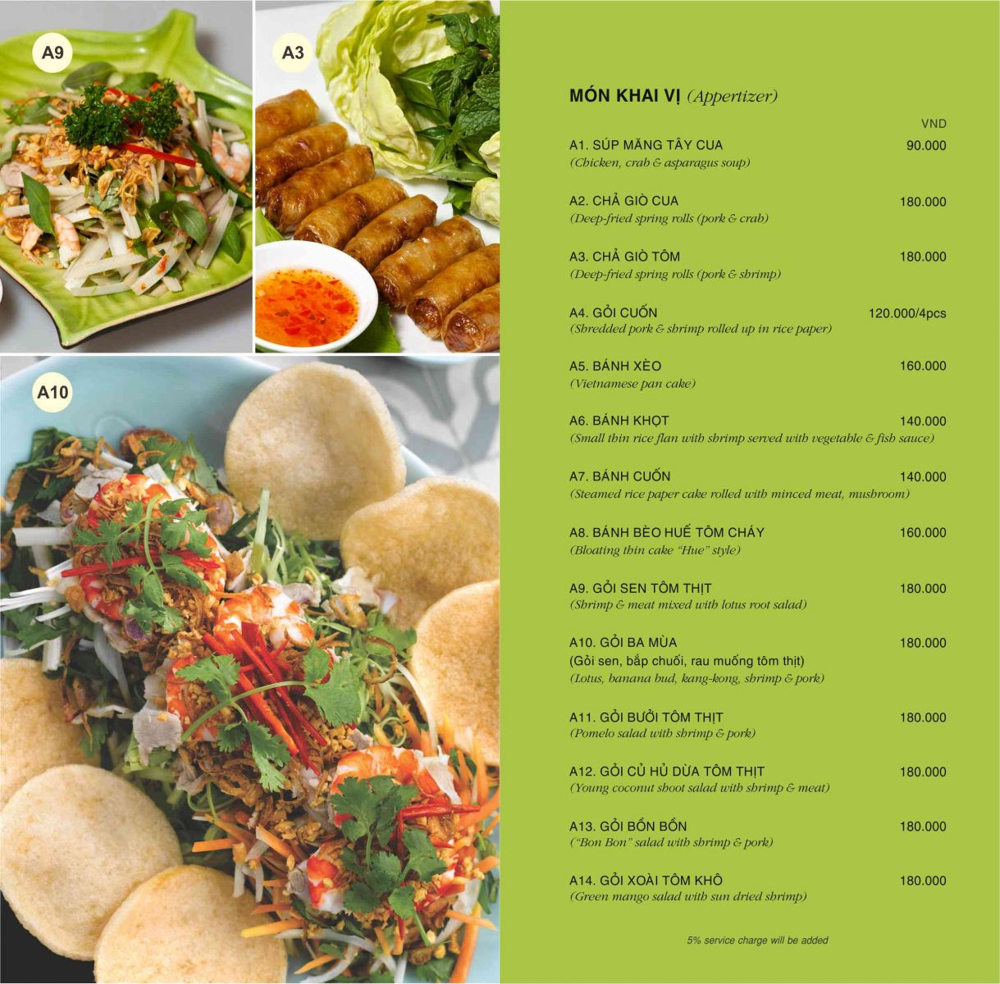 A9
A3
A10
MÓN KHAI VỊ (Appertizer)
VND
A1. SÚP MĂNG TÂY CUA 90.000
(Chicken, crab & asparagus soup)
A2. CHẢ GIÒ CUA 180.000
(Deep-fried spring rolls (pork & crab)
A3. CHẢ GIÒ TÔM 180.000
(Deep-fried spring rolls (pork & shrimp)
A4. GỎI CUỐN 120.000/4pcs
(Shredded pork & shrimp rolled up in rice paper)
A5. BÁNH XÈO 160.000
(Vietnamese pan cake)
A6. BÁNH KHỌT 140.000
(Small thin rice flan with shrimp served with vegetable & fish sauce)
A7. BÁNH CUỐN 140.000
(Steamed rice paper cake rolled with minced meat, mushroom)
A8. BÁNH BÈO HUẾ TÔM CHÁY 160.000
(Bloating thin cake “Hue” style)
A9. GỎI SEN TÔM THỊT 180.000
(Shrimp & meat mixed with lotus root salad)
A10. GỎI BA MÙA 180.000
(Gỏi sen, bắp chuối, rau muống tôm thịt)
(Lotus, banana bud, kang-kong, shrimp & pork)
A11. GỎI BƯỞI TÔM THỊT 180.000
(Pomelo salad with shrimp & pork)
A12. GỎI CỦ HỦ DỪA TÔM THỊT 180.000
(Young coconut shoot salad with shrimp & meat)
A13. GỎI BỒN BỒN 180.000
(“Bon Bon” salad with shrimp & pork)
A14. GỎI XOÀI TÔM KHÔ 180.000
(Green mango salad with sun dried shrimp)
5% service charge will be added